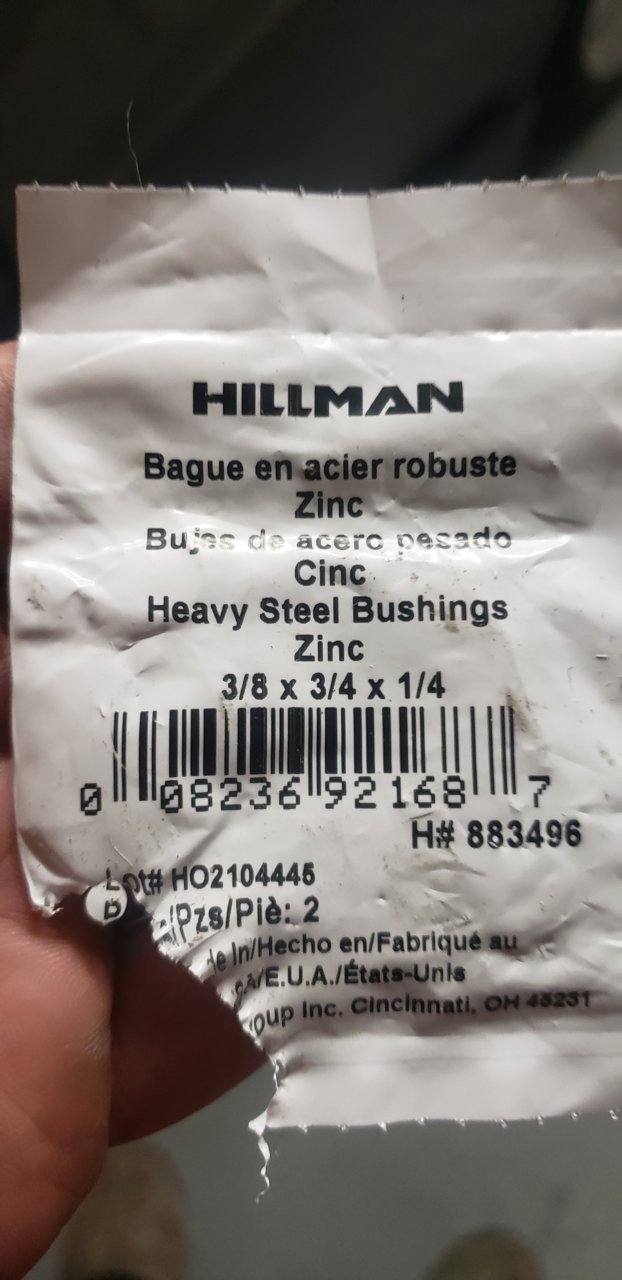 HILLMAN
Bague en acier robuste
Zinc
Bujes de acero pesado
Cinc
Heavy Steel Bushings
Zinc
3/8 x 3/4 x 1/4
0 08236 92168 7
H# 883496
Lot# HO2104445
/Pzs/Piè: 2
In/Hecho en/Fabriqué au
/E.U.A./États-Unis
Inc. Cincinnati, OH 45231